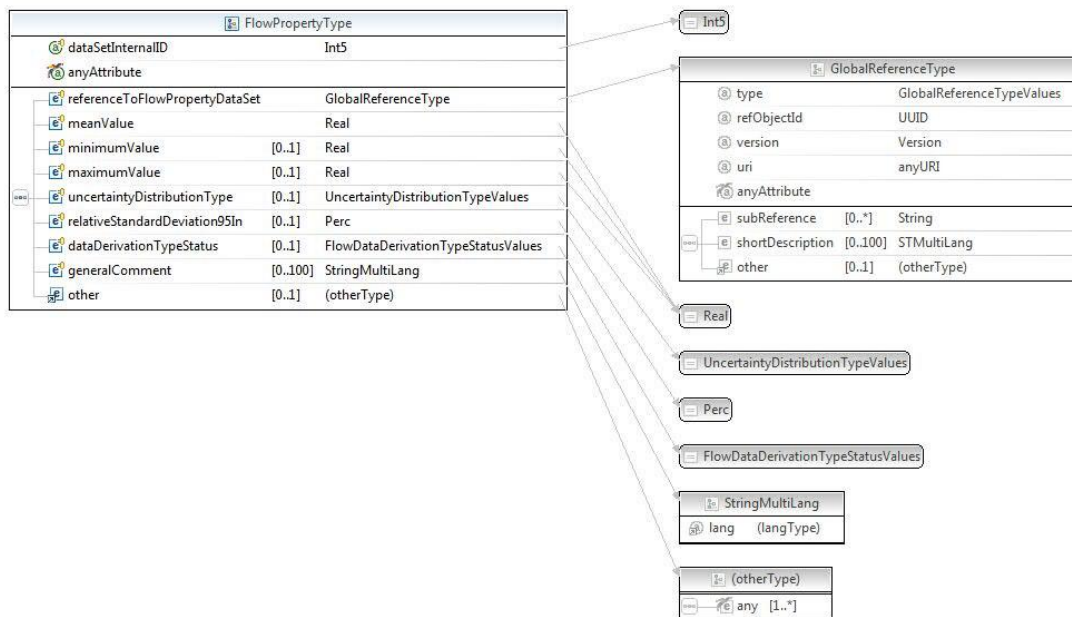 FlowPropertyType
dataSetInternalID Int5
anyAttribute
referenceToFlowPropertyDataSet GlobalReferenceType
meanValue Real
minimumValue [0..1] Real
maximumValue [0..1] Real
uncertaintyDistributionType [0..1] UncertaintyDistributionTypeValues
relativeStandardDeviation95In [0..1] Perc
dataDerivationTypeStatus [0..1] FlowDataDerivationTypeStatusValues
generalComment [0..100] StringMultiLang
other [0..1] (otherType)
Int5
GlobalReferenceType
type GlobalReferenceTypeValues
refObjectId UUID
version Version
uri anyURI
anyAttribute
subReference [0..*] String
shortDescription [0..100] STMultiLang
other [0..1] (otherType)
Real
UncertaintyDistributionTypeValues
Perc
FlowDataDerivationTypeStatusValues
StringMultiLang
lang (langType)
(otherType)
any [1..*]